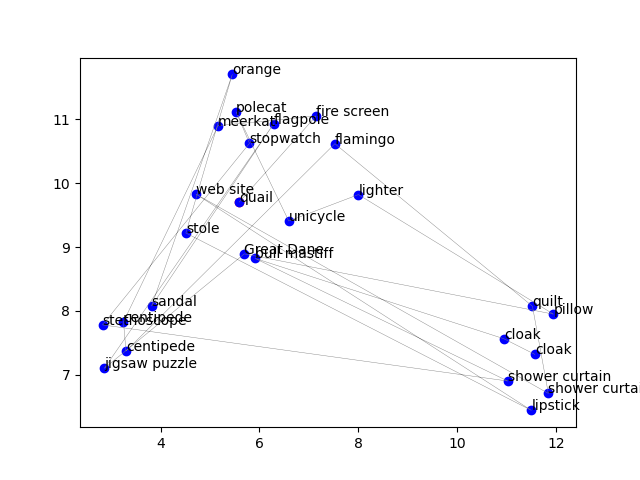 orange
polecat
fire screen
meerkat
flagpole
stopwatch
flamingo
web site
quail
lighter
unicycle
stole
Great Dane
bull mastiff
sandal
quilt
pillow
centipede
cloak
centipede
cloak
jigsaw puzzle
shower curtain
shower curtai
lipstick
11
10
9
8
7
4
6
8
10
12